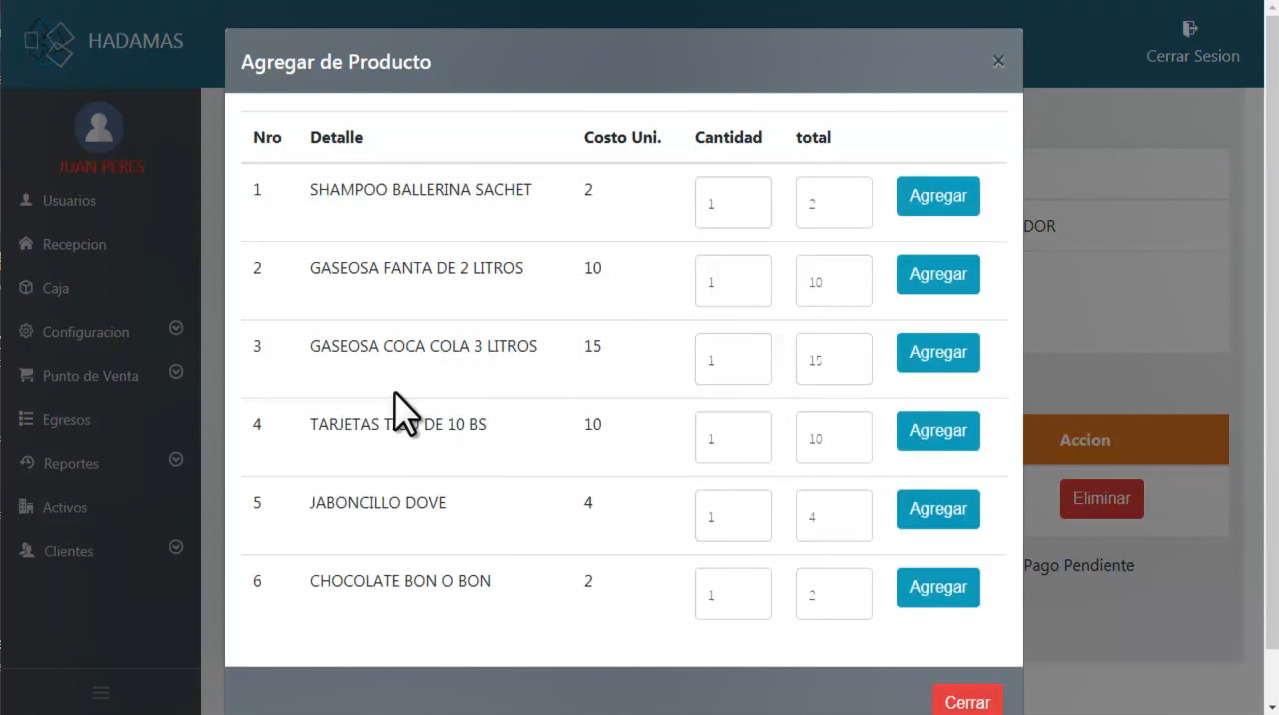 HADAMAS
Cerrar Sesion
Agregar de Producto
×
JUAN PERES
Usuarios
Recepcion
Caja
Configuracion
Punto de Venta
Egresos
Reportes
Activos
Clientes
Nro Detalle Costo Uni. Cantidad total
1 SHAMPOO BALLERINA SACHET 2 1 2 Agregar
2 GASEOSA FANTA DE 2 LITROS 10 1 10 Agregar
3 GASEOSA COCA COLA 3 LITROS 15 1 15 Agregar
4 TARJETAS DE 10 BS 10 1 10 Agregar
5 JABONCILLO DOVE 4 1 4 Agregar
6 CHOCOLATE BON O BON 2 1 2 Agregar
Cerrar
DOR
Accion
Eliminar
Pago Pendiente